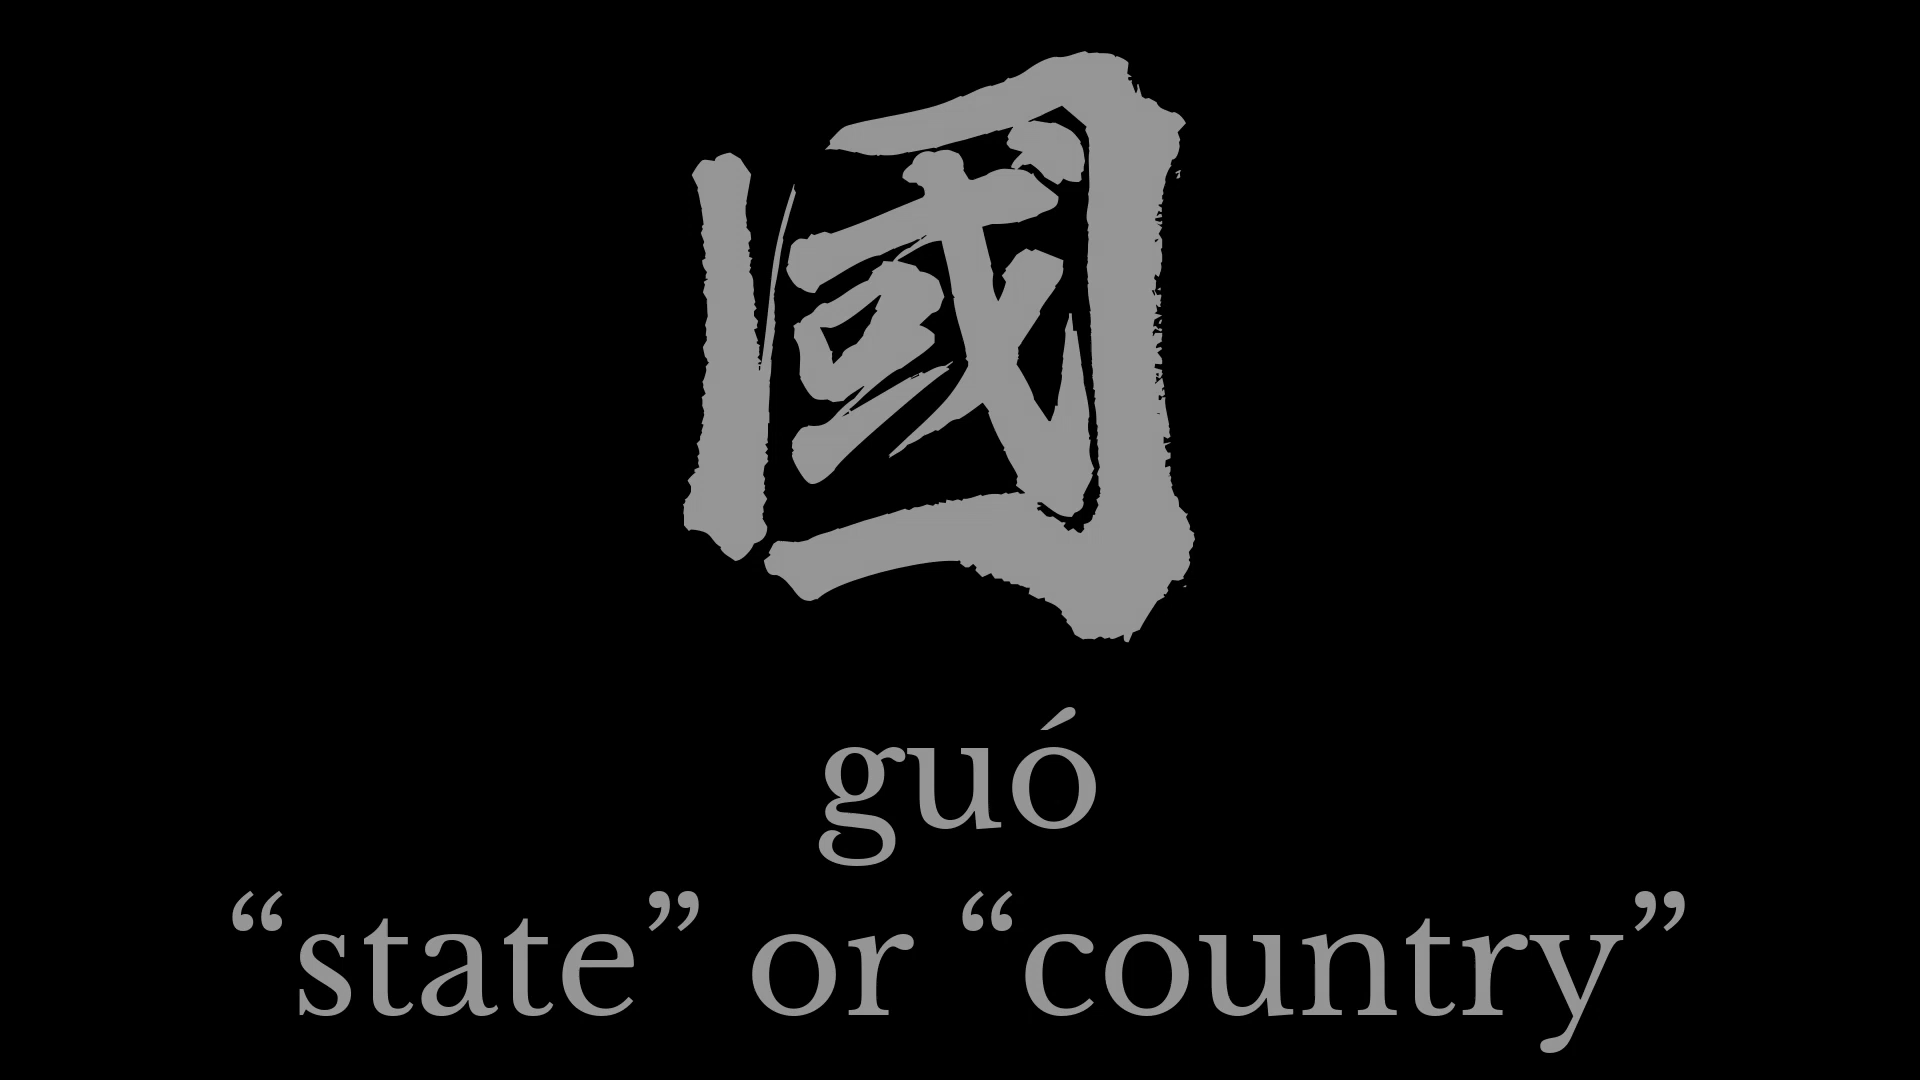 國
guó
“state” or “country”